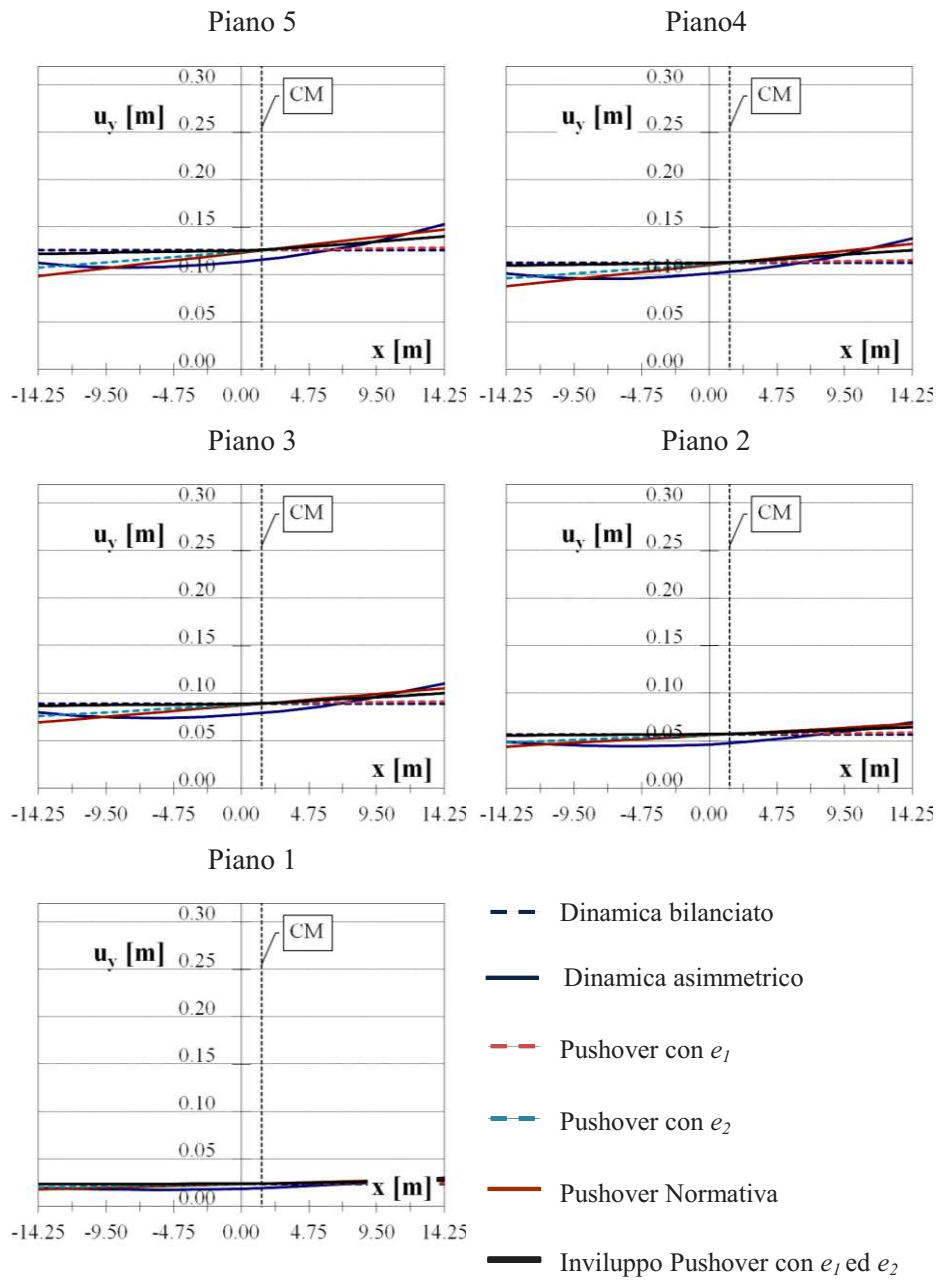 Piano 5
0.30
u_y [m]
CM
0.25
0.20
0.15
0.10
0.05
x [m]
0.00
-14.25 -9.50 -4.75 0.00 4.75 9.50 14.25
Piano4
0.30
u_y [m]
CM
0.25
0.20
0.15
0.10
0.05
x [m]
0.00
-14.25 -9.50 -4.75 0.00 4.75 9.50 14.25
Piano 3
0.30
u_y [m]
CM
0.25
0.20
0.15
0.10
0.05
x [m]
0.00
-14.25 -9.50 -4.75 0.00 4.75 9.50 14.25
Piano 2
0.30
u_y [m]
CM
0.25
0.20
0.15
0.10
0.05
x [m]
0.00
-14.25 -9.50 -4.75 0.00 4.75 9.50 14.25
Piano 1
0.30
u_y [m]
CM
0.25
0.20
0.15
0.10
0.05
x [m]
0.00
-14.25 -9.50 -4.75 0.00 4.75 9.50 14.25
Dinamica bilanciato
Dinamica asimmetrico
Pushover con e1
Pushover con e2
Pushover Normativa
Inviluppo Pushover con e1 ed e2